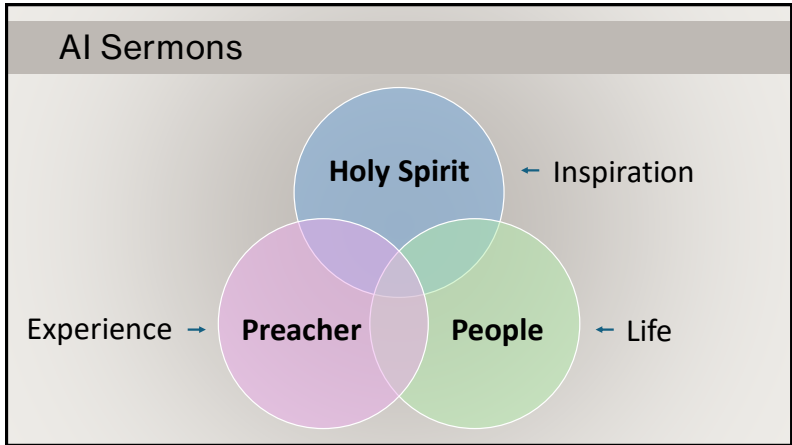 AI Sermons
Holy Spirit
Inspiration
Experience
Preacher
People
Life